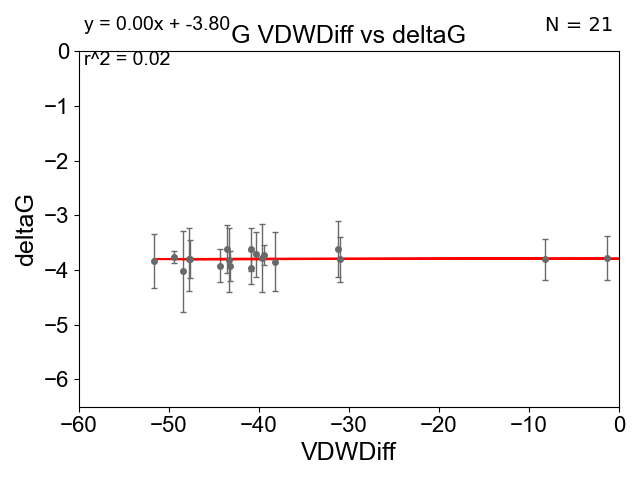 y = 0.00x + -3.80
G VDWDiff vs deltaG
N = 21
r^2 = 0.02
0
−1
−2
−3
−4
−5
−6
deltaG
−60
−50
−40
−30
−20
−10
0
VDWDiff